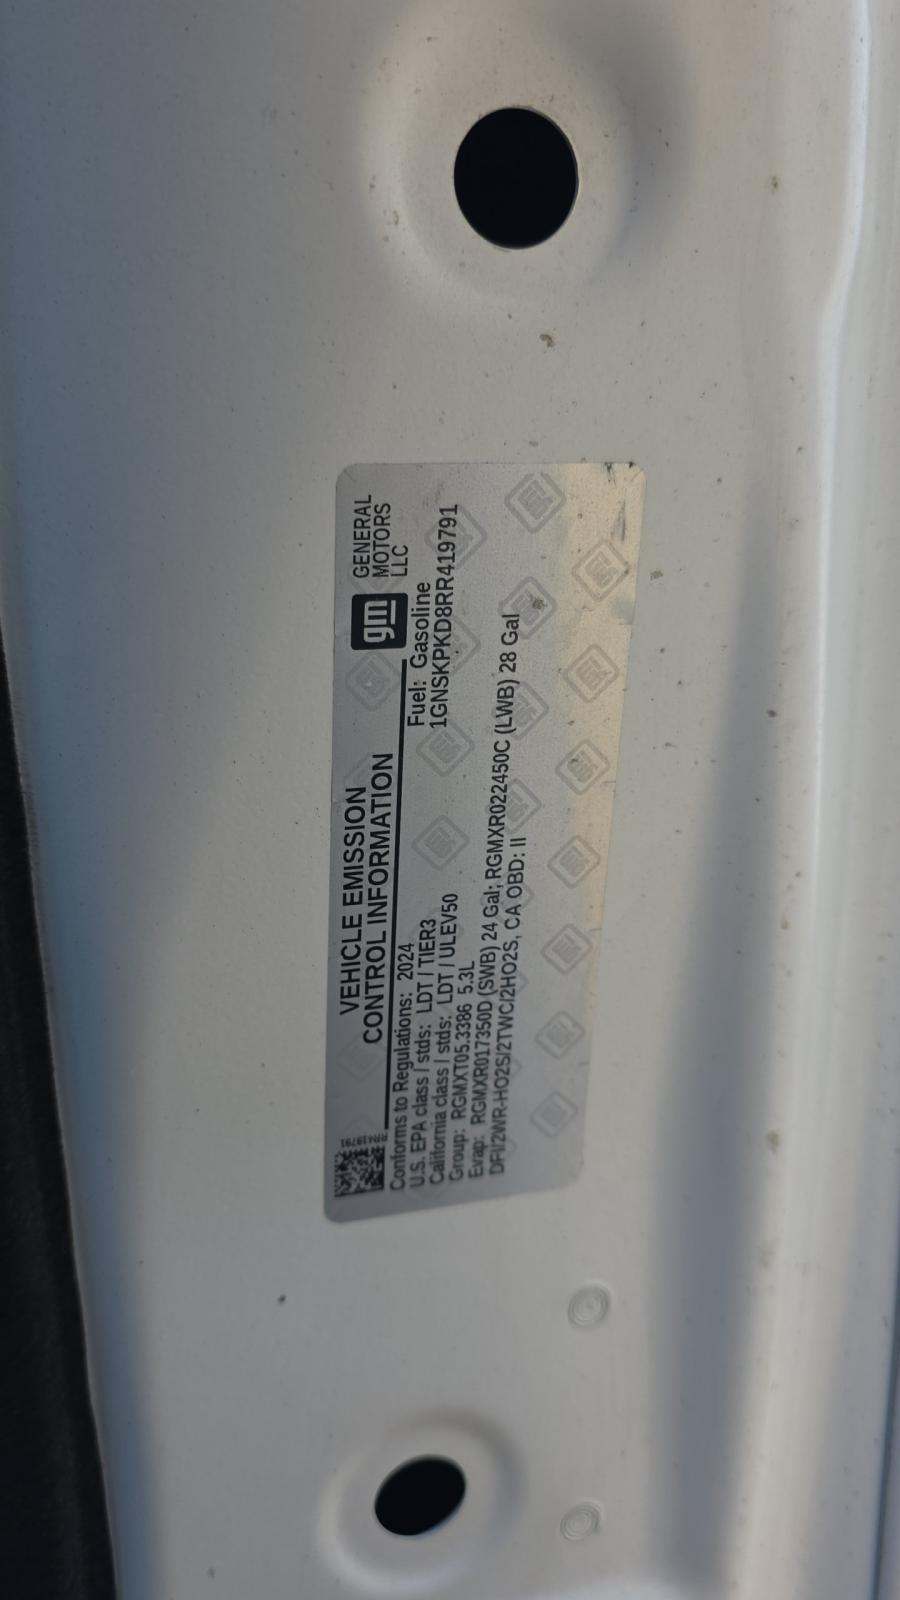 VEHICLE EMISSION
CONTROL INFORMATION
gm
GENERAL
MOTORS
LLC
Conforms to Regulations: 2024
Fuel: Gasoline
U.S. EPA class / stds: LDT / TIER3
1GNSKPKD8RR419791
California class / stds: LDT / ULEV50
Group: RGMXT05.3386 5.3L
Evap: RGMXR017350D (SWB) 24 Gal; RGMXR022450C (LWB) 28 Gal
DFI/2WR-HO2S/2TWC/2HO2S, CA OBD: II